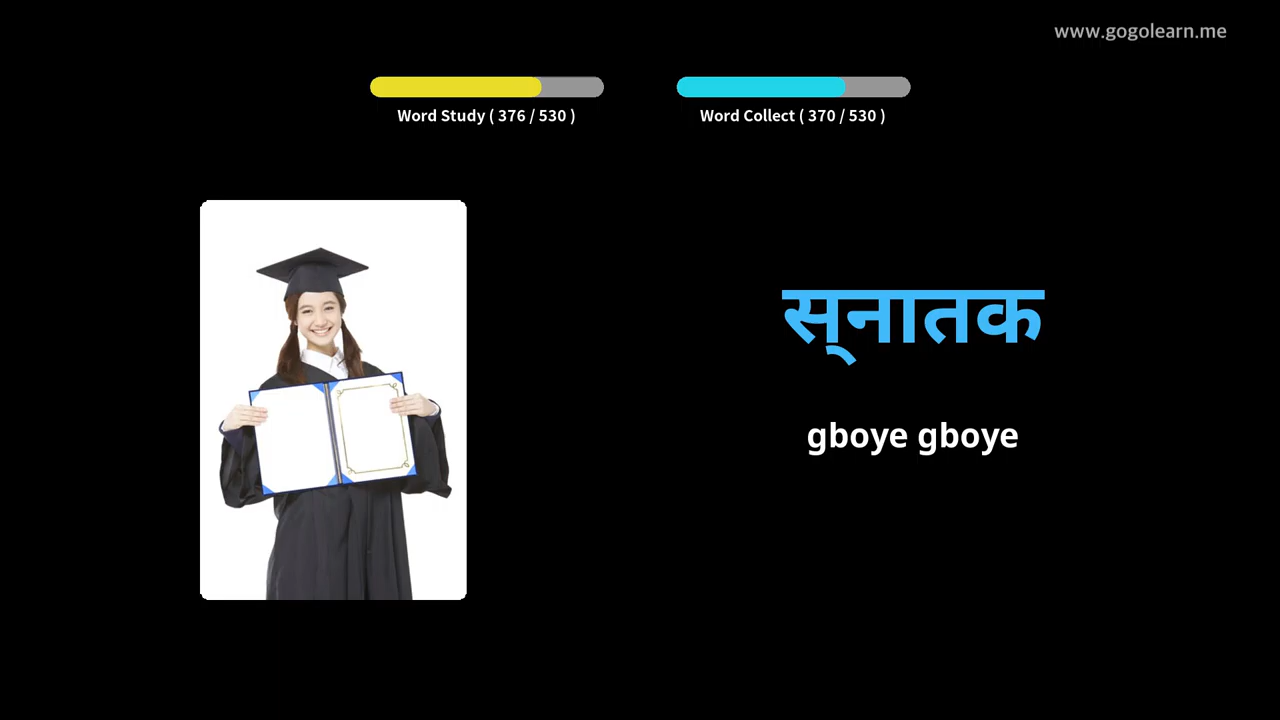 www.gogolearn.me
Word Study ( 376 / 530 )
Word Collect ( 370 / 530 )
स्‌नातक
gboye gboye